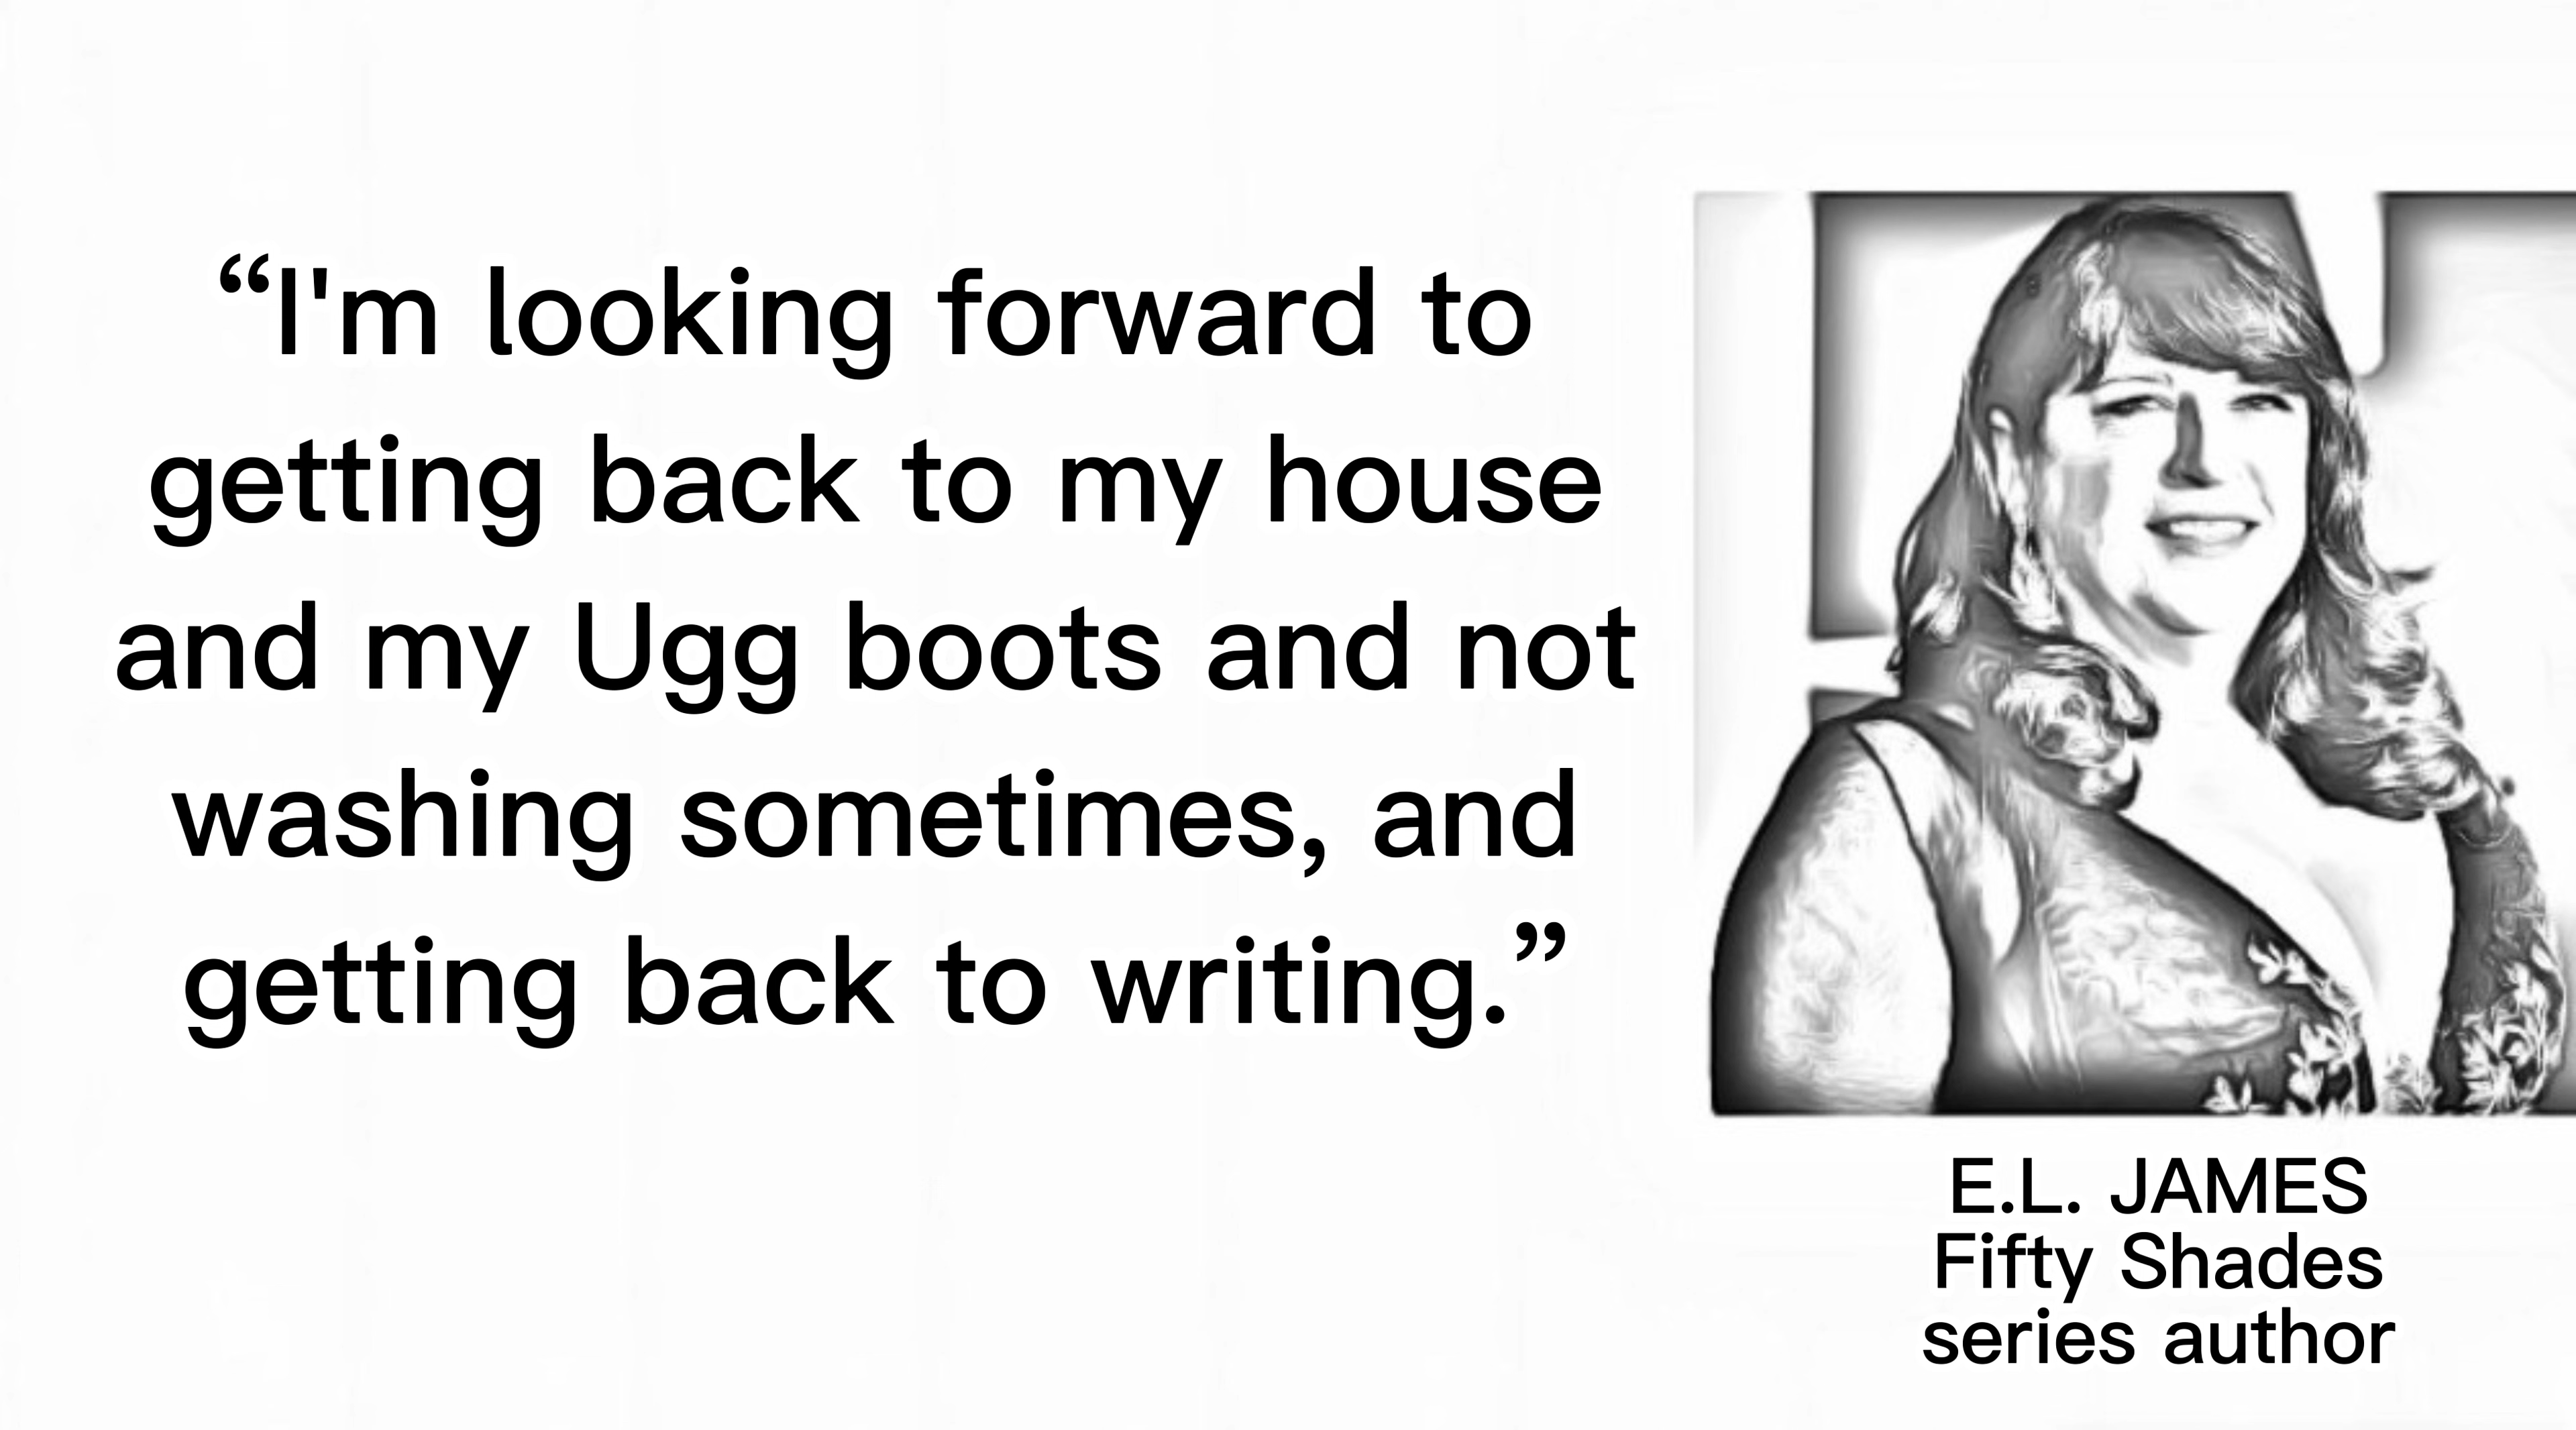 “I'm looking forward to
getting back to my house
and my Ugg boots and not
washing sometimes, and
getting back to writing.”
E.L. JAMES
Fifty Shades
series author